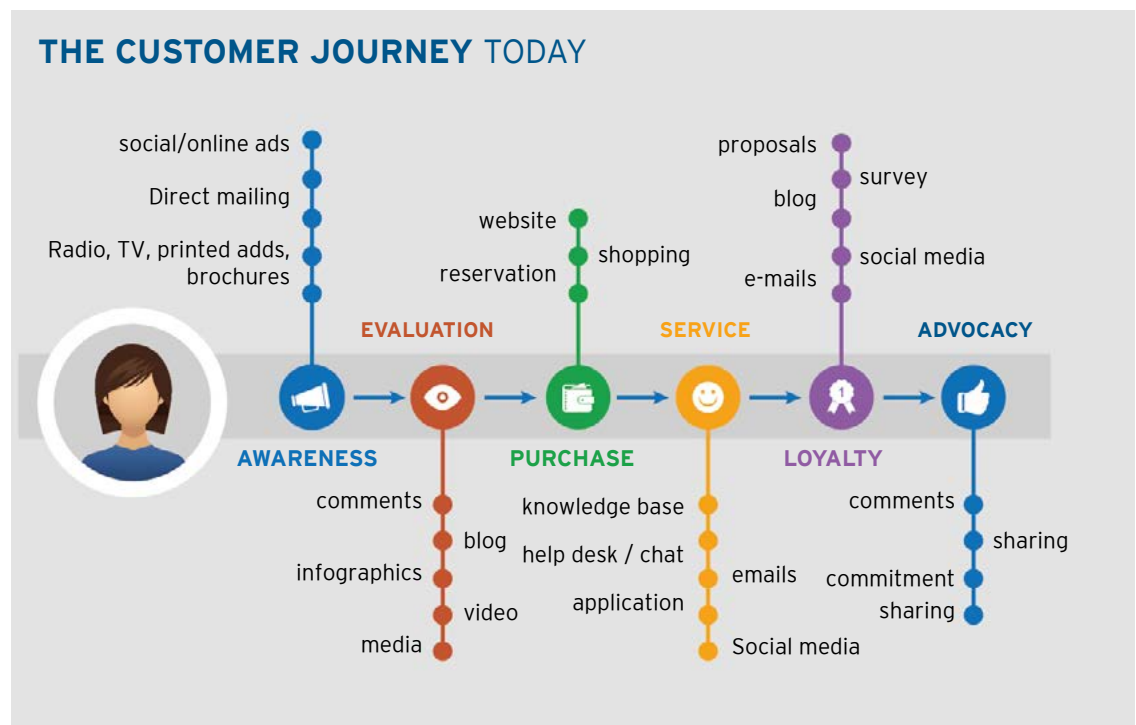 THE CUSTOMER JOURNEY TODAY
social/online ads
Direct mailing
Radio, TV, printed adds,
brochures
AWARENESS
EVALUATION
comments
blog
infographics
video
media
website
shopping
reservation
PURCHASE
SERVICE
knowledge base
help desk / chat
emails
application
Social media
proposals
survey
blog
social media
e-mails
1
LOYALTY
ADVOCACY
comments
sharing
commitment
sharing